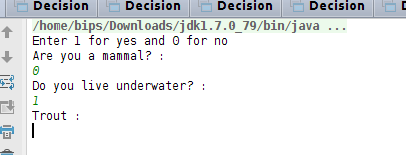 Decision Decision Decision Decision
/home/bips/Downloads/jdk1.7.0_79/bin/java ...
Enter 1 for yes and 0 for no
Are you a mammal? :
0
Do you live underwater? :
1
Trout :